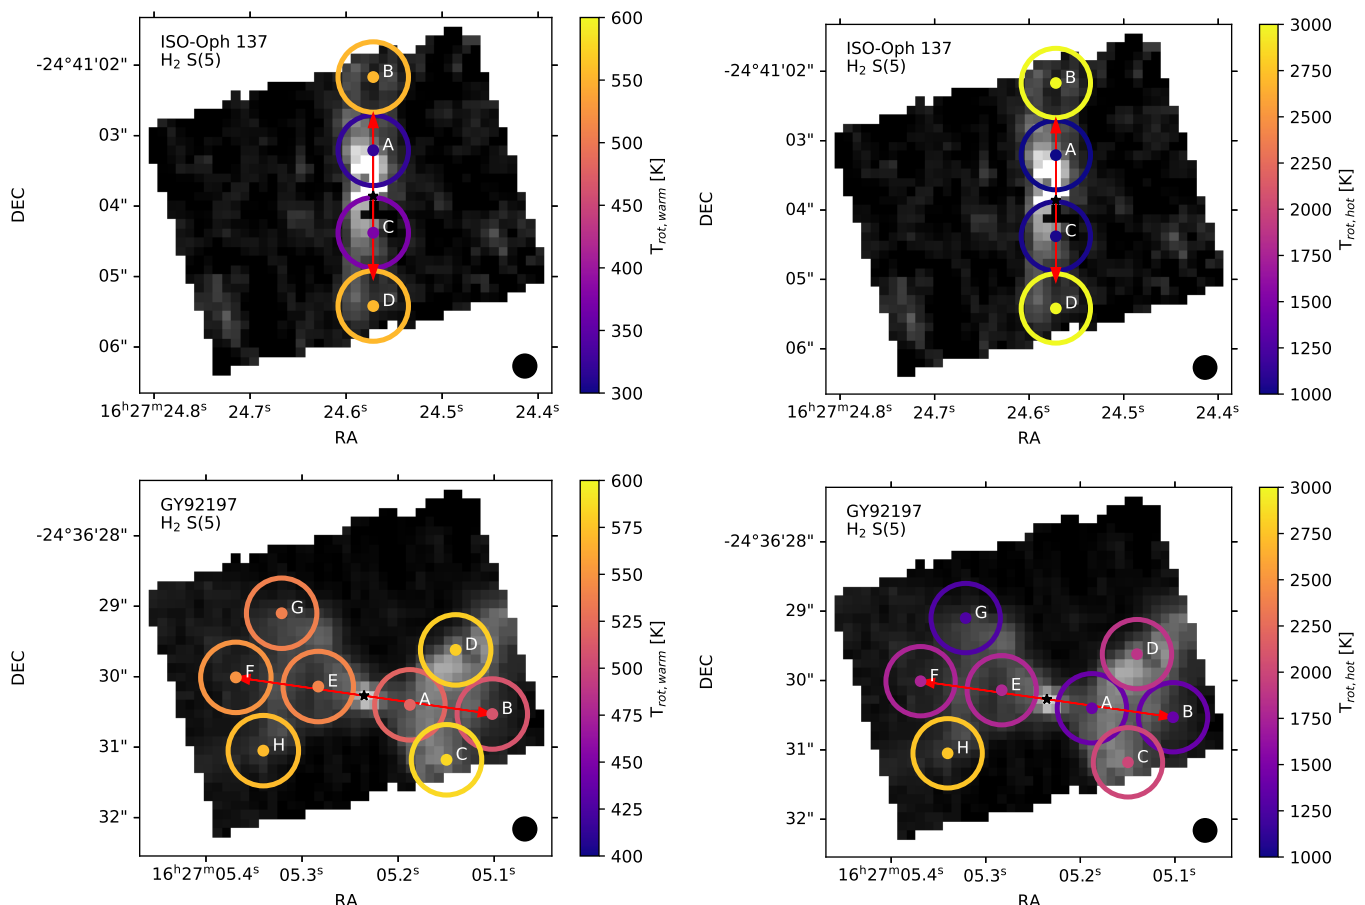 ISO-Oph 137
H₂ S(5)
B
A
C
D
-24°41'02"
03"
04"
05"
06"
DEC
16ʰ27ᵐ24.8ˢ
24.7ˢ
24.6ˢ
24.5ˢ
24.4ˢ
RA
600
550
500
450
400
350
300
T_rot, warm [K]
ISO-Oph 137
H₂ S(5)
B
A
C
D
-24°41'02"
03"
04"
05"
06"
DEC
16ʰ27ᵐ24.8ˢ
24.7ˢ
24.6ˢ
24.5ˢ
24.4ˢ
RA
3000
2750
2500
2250
2000
1750
1500
1250
1000
T_rot, hot [K]
GY92197
H₂ S(5)
G
D
F
E
A
B
H
C
-24°36'28"
29"
30"
31"
32"
DEC
16ʰ27ᵐ05.4ˢ
05.3ˢ
05.2ˢ
05.1ˢ
RA
600
575
550
525
500
475
450
425
400
T_rot, warm [K]
GY92197
H₂ S(5)
G
D
F
E
A
B
H
C
-24°36'28"
29"
30"
31"
32"
DEC
16ʰ27ᵐ05.4ˢ
05.3ˢ
05.2ˢ
05.1ˢ
RA
3000
2750
2500
2250
2000
1750
1500
1250
1000
T_rot, hot [K]